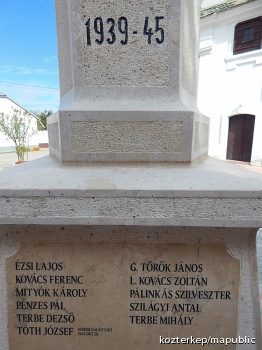 1939-45
ÉZSI LAJOS
KOVÁCS FERENC
MITYÓK KÁROLY
PÉNZES PÁL
TERBE DEZSŐ
TÓTH JÓZSEF
G. TÖRÖK JÁNOS
L. KOVÁCS ZOLTÁN
PÁLINKÁS SZILVESZTER
SZILÁGYI ANTAL
TERBE MIHÁLY
kozterkep/mapublic